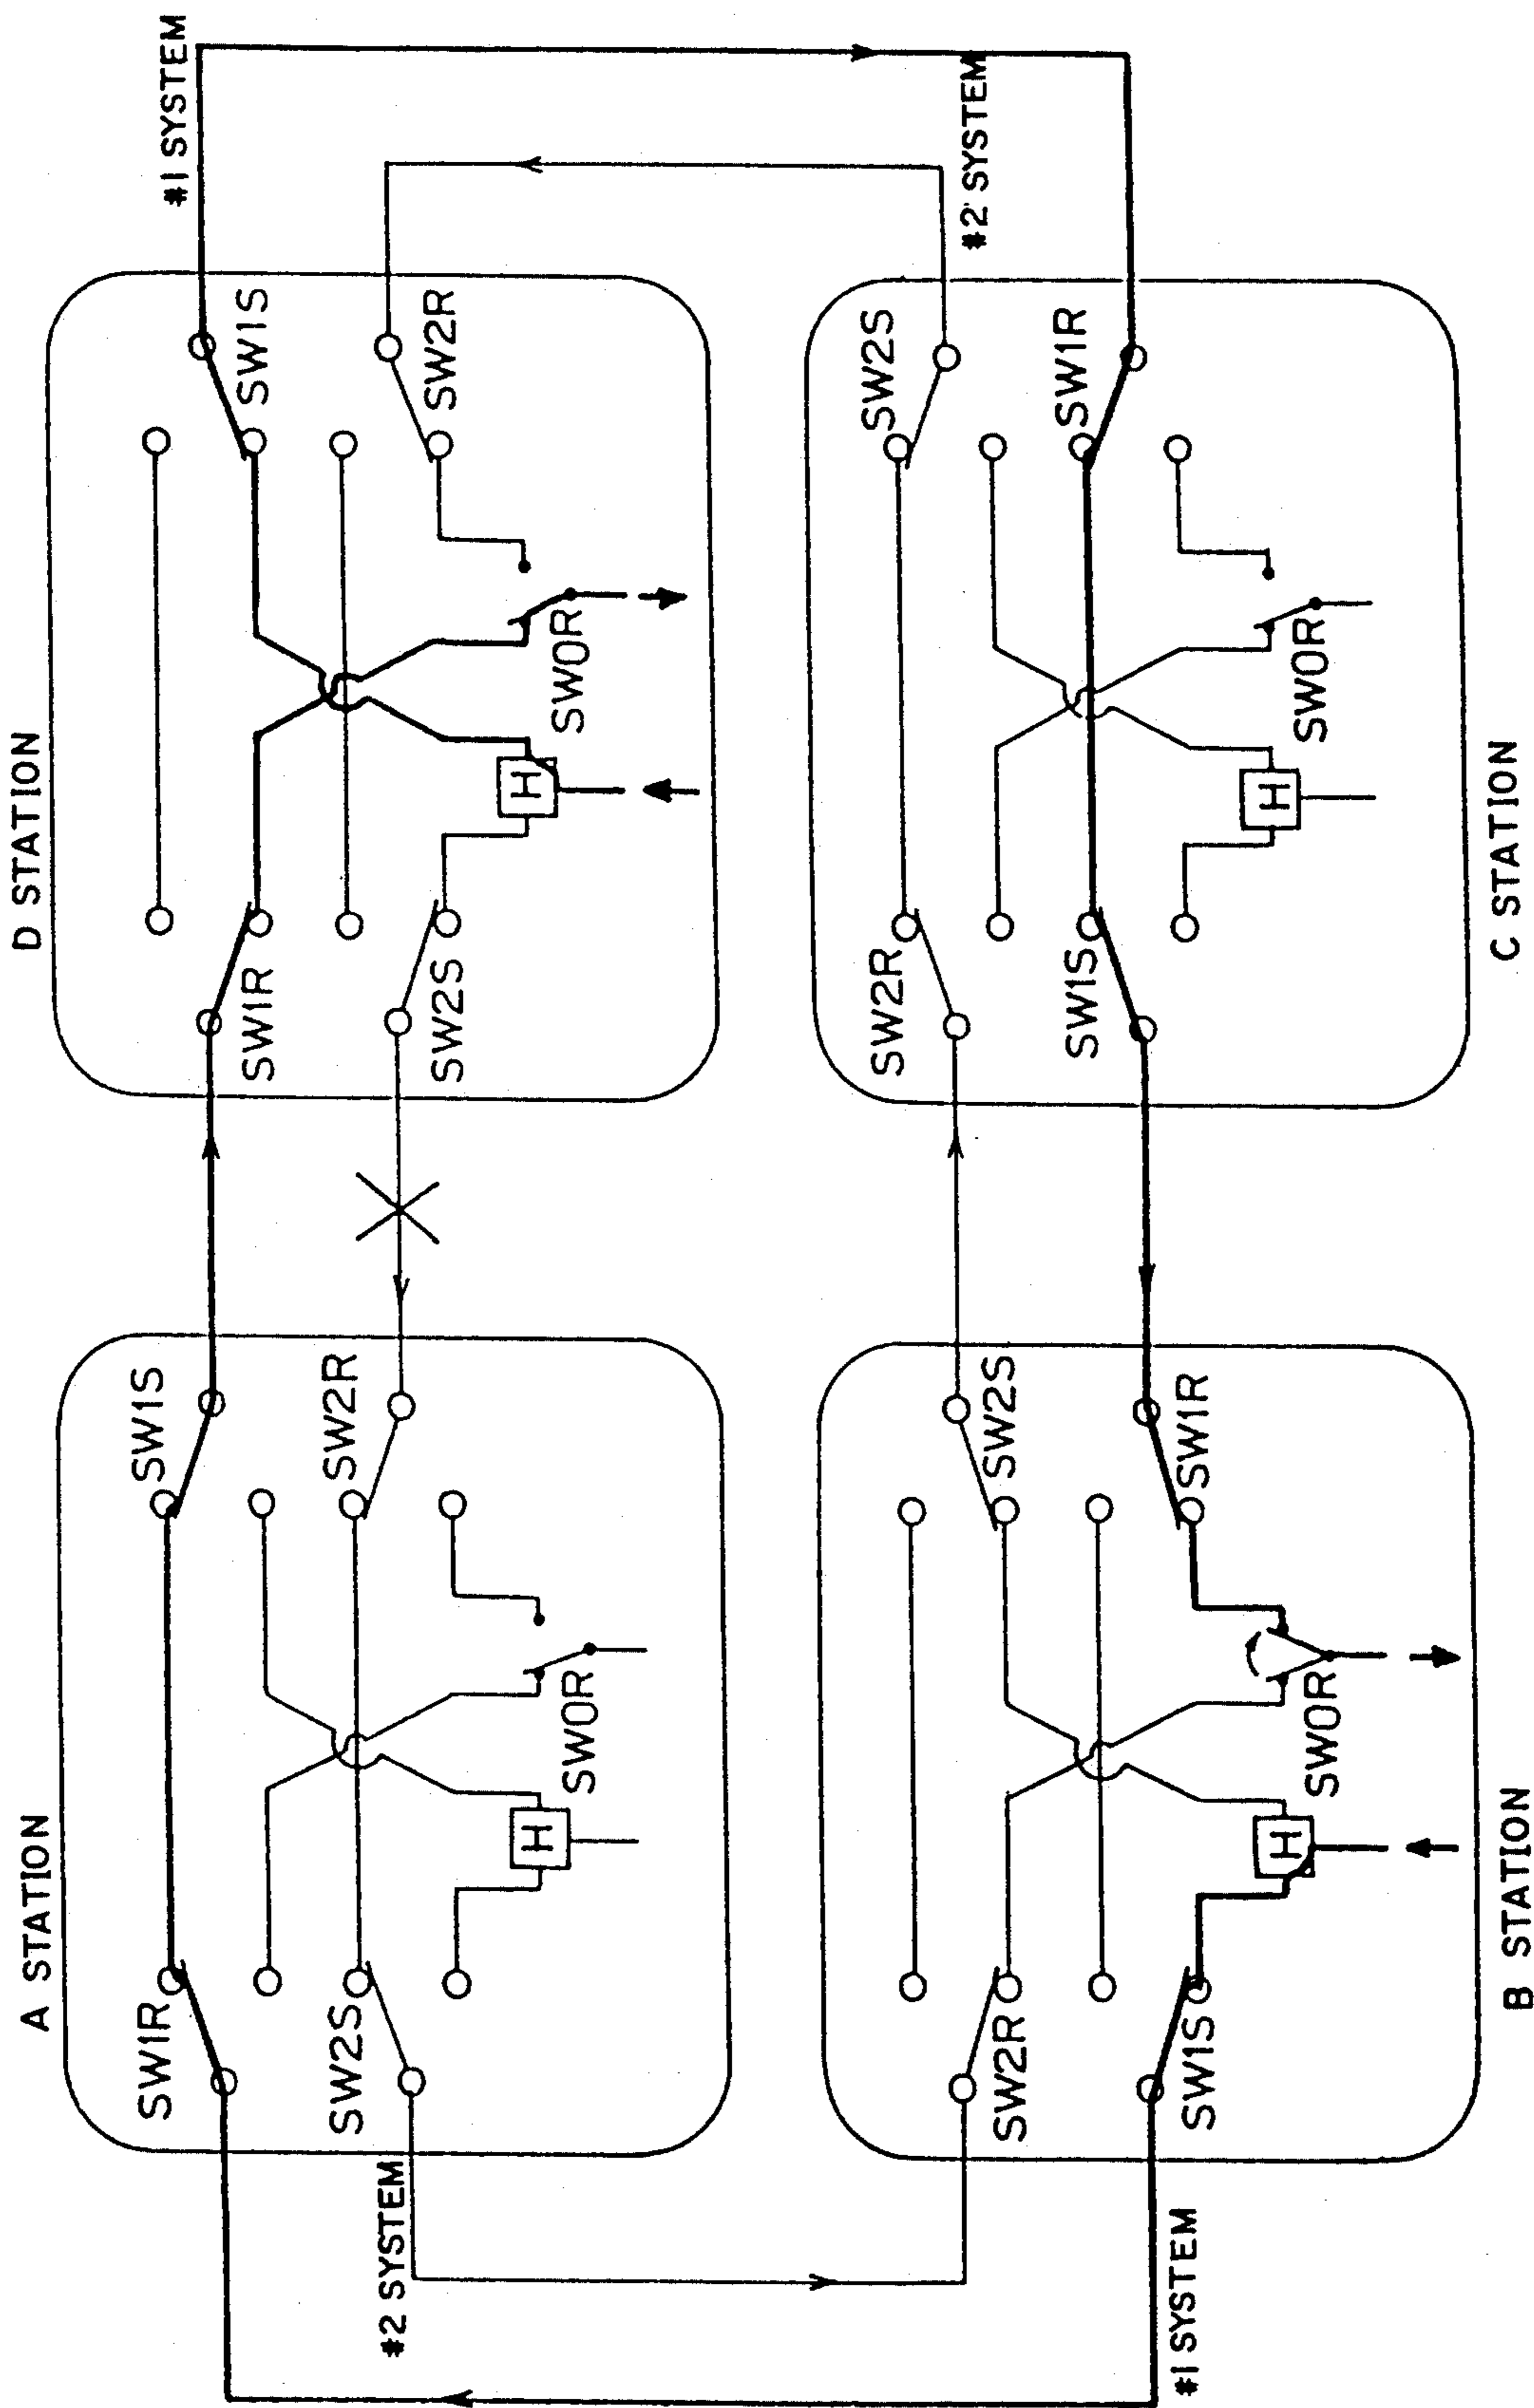 #1 SYSTEM
D STATION
SW1S
SW2R
SW0R
H
SW1R
SW2S
#2' SYSTEM
SW2S
SW1R
SW0R
H
SW2R
SW1S
C STATION
A STATION
SW1S
SW2R
SW0R
H
SW1R
SW2S
#2 SYSTEM
SW2S
SW1R
SW0R
H
SW2R
SW1S
B STATION
#1 SYSTEM